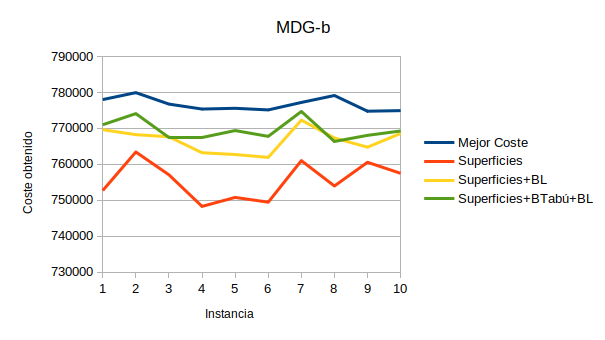 MDG-b
790000
780000
770000
760000
750000
740000
730000
Coste obtenido
1 2 3 4 5 6 7 8 9 10
Instancia
Mejor Coste
Superficies
Superficies+BL
Superficies+BTabú+BL